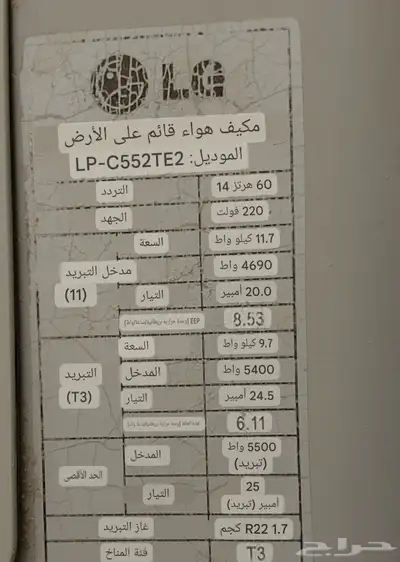 LG
مكيف هواء قائم على الأرض
الموديل: LP-C552TE2
التردد 60 هرتز 14
الجهد 220 فولت
السعة 11.7 كيلو واط
مدخل التبريد 4690 واط
(11) التيار 20.0 أمبير
EEP 8.53
السعة 9.7 كيلو واط
التبريد المدخل 5400 واط
(T3) التيار 24.5 أمبير
6.11
المدخل 5500 واط (تبريد)
الحد الأقصى
التيار 25 أمبير (تبريد)
غاز التبريد R22 1.7 كجم
فئة المناخ T3
حراج